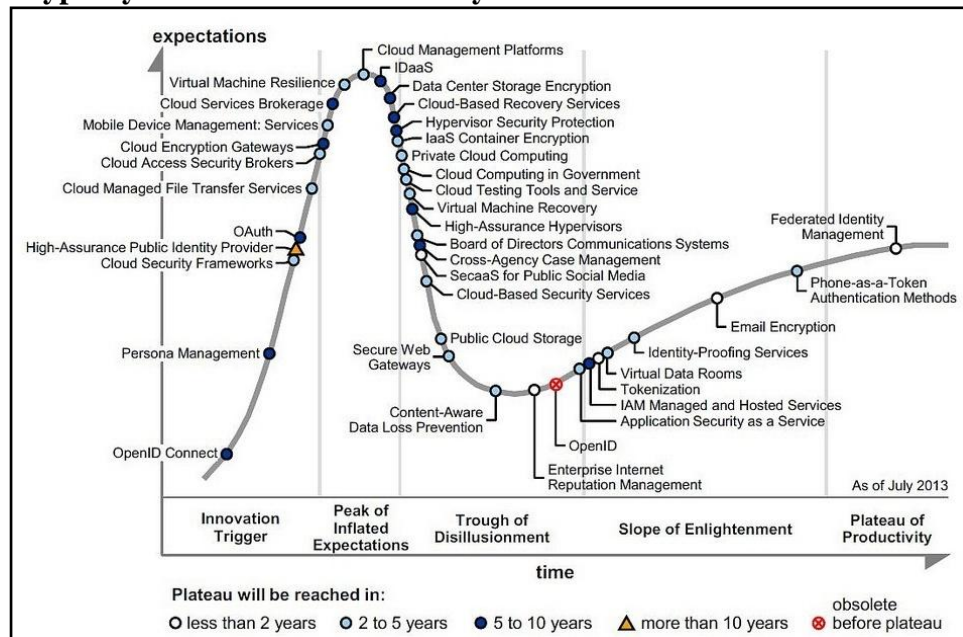 expectations
Cloud Management Platforms
IDaaS
Virtual Machine Resilience
Data Center Storage Encryption
Cloud Services Brokerage
Cloud-Based Recovery Services
Mobile Device Management: Services
Hypervisor Security Protection
IaaS Container Encryption
Cloud Encryption Gateways
Private Cloud Computing
Cloud Access Security Brokers
Cloud Computing in Government
Cloud Managed File Transfer Services
Cloud Testing Tools and Service
Virtual Machine Recovery
High-Assurance Hypervisors
OAuth
Board of Directors Communications Systems
High-Assurance Public Identity Provider
Cross-Agency Case Management
Cloud Security Frameworks
SecaaS for Public Social Media
Cloud-Based Security Services
Federated Identity
Management
Phone-as-a-Token
Authentication Methods
Email Encryption
Public Cloud Storage
Persona Management
Secure Web
Gateways
Identity-Proofing Services
Virtual Data Rooms
Tokenization
IAM Managed and Hosted Services
Application Security as a Service
Content-Aware
Data Loss Prevention
OpenID
OpenID Connect
Enterprise Internet
Reputation Management
As of July 2013
Innovation
Trigger
Peak of
Inflated
Expectations
Trough of
Disillusionment
Slope of Enlightenment
Plateau of
Productivity
time
Plateau will be reached in:
less than 2 years
2 to 5 years
5 to 10 years
more than 10 years
obsolete
before plateau